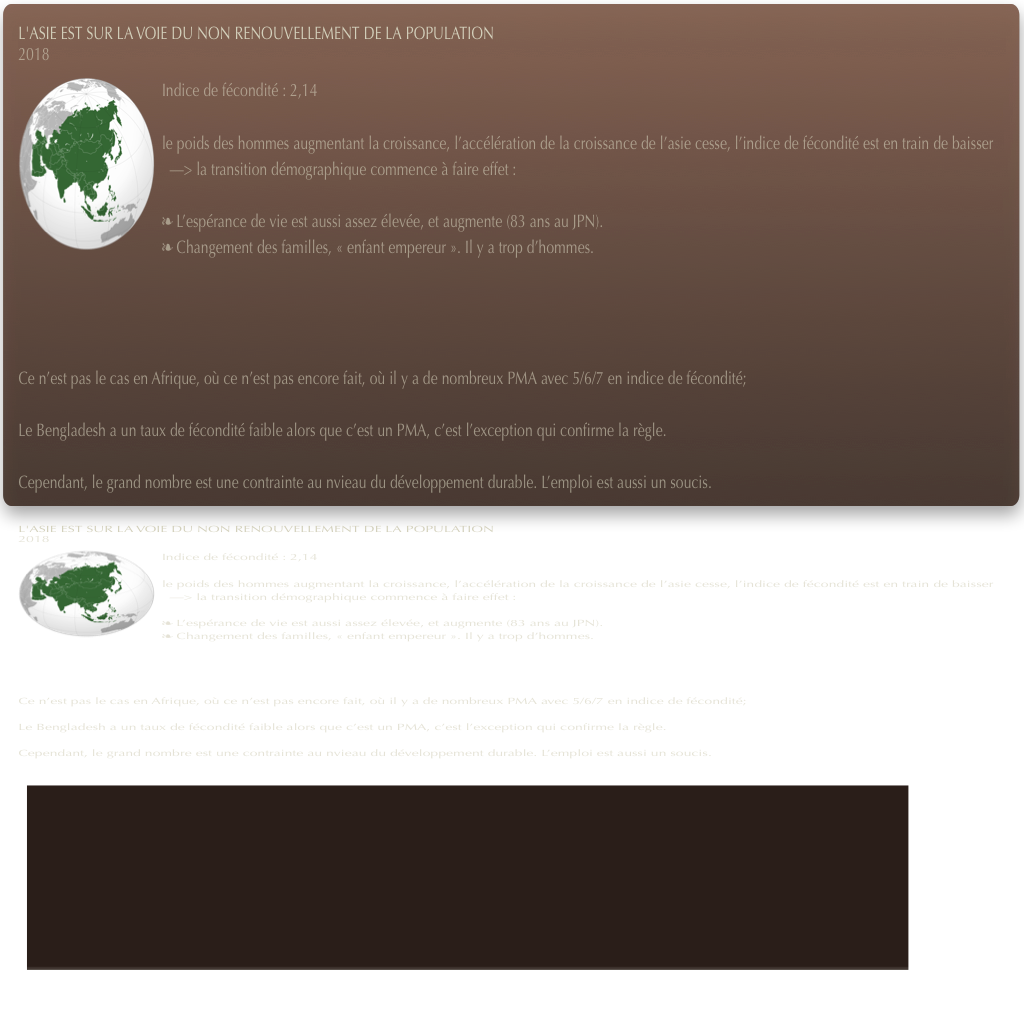 L'ASIE EST SUR LA VOIE DU NON RENOUVELLEMENT DE LA POPULATION
2018
Indice de fécondité : 2,14
le poids des hommes augmentant la croissance, l’accélération de la croissance de l’asie cesse, l’indice de fécondité est en train de baisser
—> la transition démographique commence à faire effet :
❧ L’espérance de vie est aussi assez élevée, et augmente (83 ans au JPN).
❧ Changement des familles, « enfant empereur ». Il y a trop d’hommes.
Ce n’est pas le cas en Afrique, où ce n’est pas encore fait, où il y a de nombreux PMA avec 5/6/7 en indice de fécondité;
Le Bengladesh a un taux de fécondité faible alors que c’est un PMA, c’est l’exception qui confirme la règle.
Cependant, le grand nombre est une contrainte au nvieau du développement durable. L’emploi est aussi un soucis.
L'ASIE EST SUR LA VOIE DU NON RENOUVELLEMENT DE LA POPULATION
2018
Indice de fécondité : 2,14
le poids des hommes augmentant la croissance, l’accélération de la croissance de l’asie cesse, l’indice de fécondité est en train de baisser
—> la transition démographique commence à faire effet :
❧ L’espérance de vie est aussi assez élevée, et augmente (83 ans au JPN).
❧ Changement des familles, « enfant empereur ». Il y a trop d’hommes.
Ce n’est pas le cas en Afrique, où ce n’est pas encore fait, où il y a de nombreux PMA avec 5/6/7 en indice de fécondité;
Le Bengladesh a un taux de fécondité faible alors que c’est un PMA, c’est l’exception qui confirme la règle.
Cependant, le grand nombre est une contrainte au nvieau du développement durable. L’emploi est aussi un soucis.